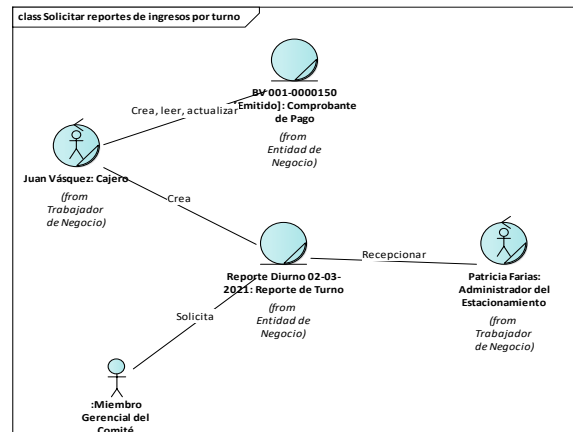 class Solicitar reportes de ingresos por turno
BV 001-0000150
[Emitido]: Comprobante
de Pago
(from
Entidad de
Negocio)
Crea, leer, actualizar
Juan Vásquez: Cajero
(from
Trabajador
de Negocio)
Crea
Recepcionar
Reporte Diurno 02-03-
2021: Reporte de Turno
(from
Entidad de
Negocio)
Patricia Farias:
Administrador del
Estacionamiento
(from
Trabajador
de Negocio)
Solicita
:Miembro
Gerencial del
Comité